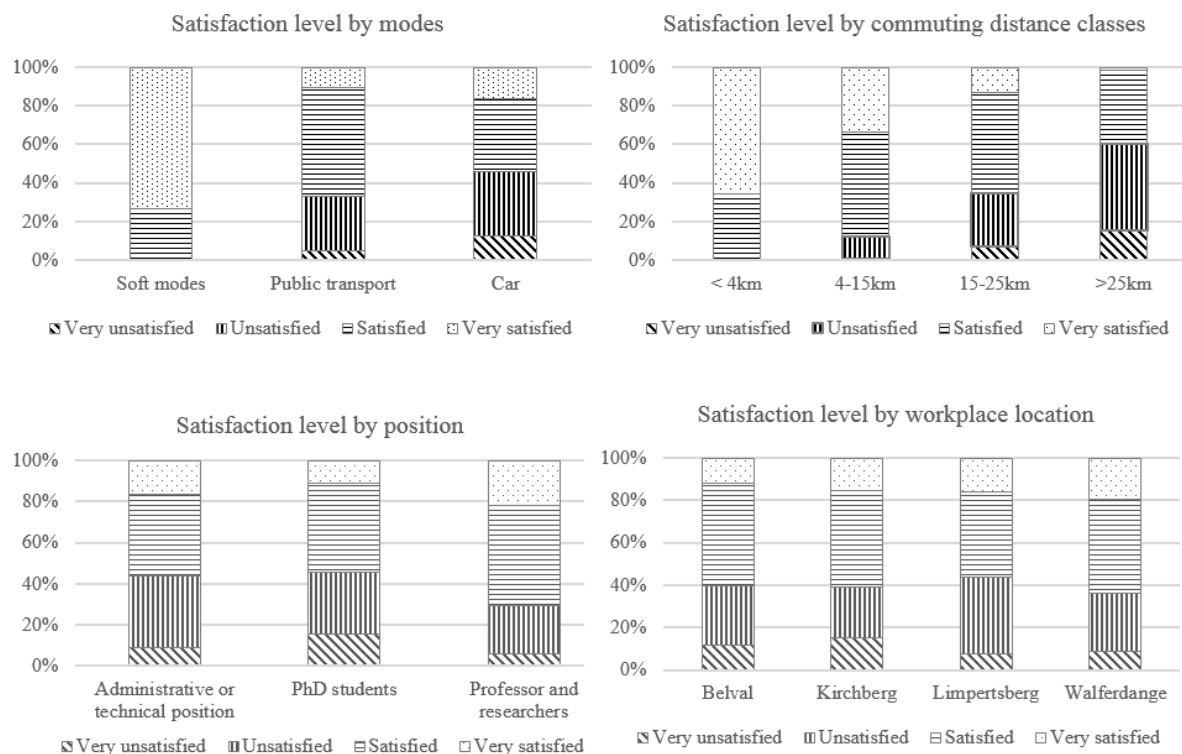 Satisfaction level by modes
100%
80%
60%
40%
20%
0%
Soft modes Public transport Car
Very unsatisfied Unsatisfied Satisfied Very satisfied
Satisfaction level by commuting distance classes
100%
80%
60%
40%
20%
0%
< 4km 4-15km 15-25km >25km
Very unsatisfied Unsatisfied Satisfied Very satisfied
Satisfaction level by position
100%
80%
60%
40%
20%
0%
Administrative or PhD students Professor and
technical position researchers
Very unsatisfied Unsatisfied Satisfied Very satisfied
Satisfaction level by workplace location
100%
80%
60%
40%
20%
0%
Belval Kirchberg Limpertsberg Walferdange
Very unsatisfied Unsatisfied Satisfied Very satisfied